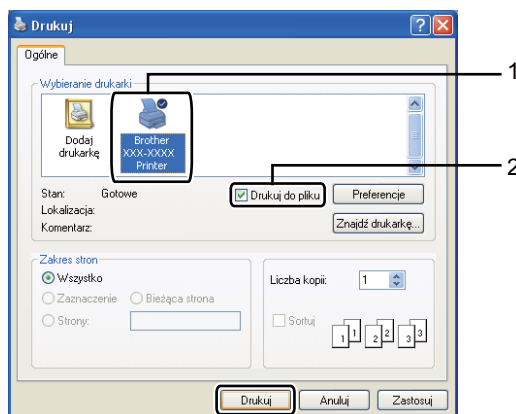 Drukuj
Ogólne
Wybieranie drukarki
1
Dodaj
drukarkę
Brother
XXX-XXXX
Printer
2
Stan: Gotowe
Drukuj do pliku
Preferencje
Lokalizacja:
Komentarz:
Znajdź drukarkę...
Zakres stron
Wszystko
Liczba kopii: 1
Zaznaczenie
Bieżąca strona
Strony:
Sortuj
1 1 2 2 3 3
Drukuj
Anuluj
Zastosuj